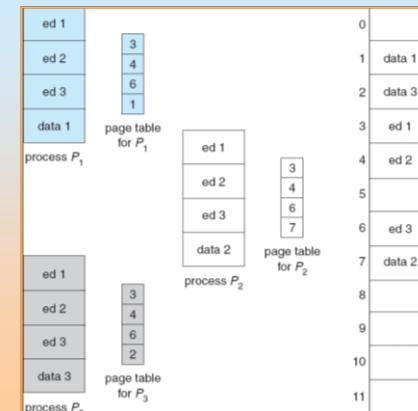 ed 1
ed 2
ed 3
data 1
process P1
3
4
6
1
page table
for P1
ed 1
ed 2
ed 3
data 2
process P2
3
4
6
7
page table
for P2
ed 1
ed 2
ed 3
data 3
3
4
6
2
page table
for P3
process
0
1 data 1
2 data 3
3 ed 1
4 ed 2
5
6 ed 3
7 data 2
8
9
10
11